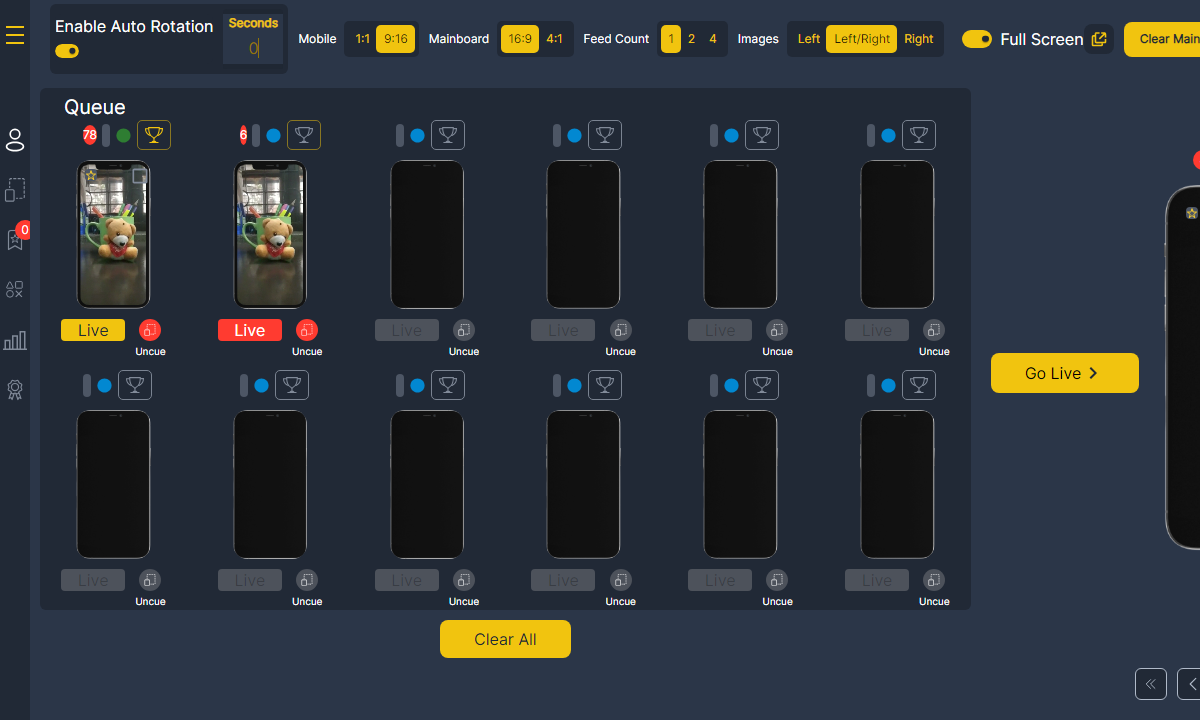 Enable Auto Rotation
Seconds
0
Mobile 1:1 9:16 Mainboard 16:9 4:1 Feed Count 1 2 4 Images Left Left/Right Right Full Screen Clear Main
0
Queue
78 6
Live Live Live Live Live Live
Uncue Uncue Uncue Uncue Uncue Uncue
Go Live
Live Live Live Live Live Live
Uncue Uncue Uncue Uncue Uncue Uncue
Clear All